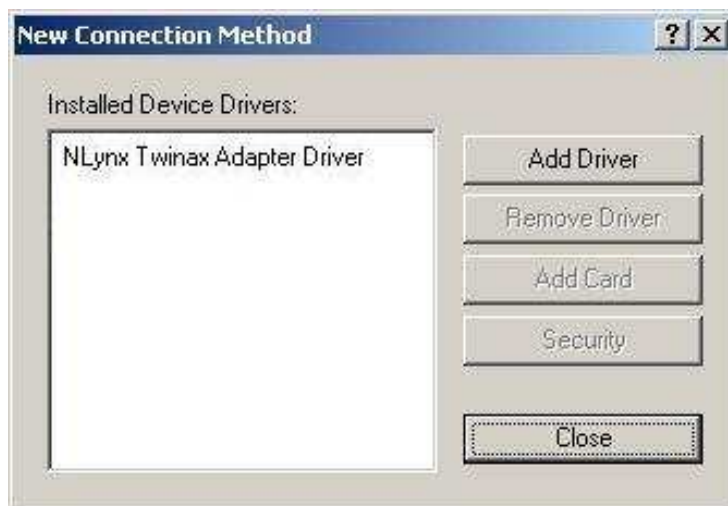 New Connection Method
Installed Device Drivers:
NLynx Twinax Adapter Driver
Add Driver
Remove Driver
Add Card
Security
Close